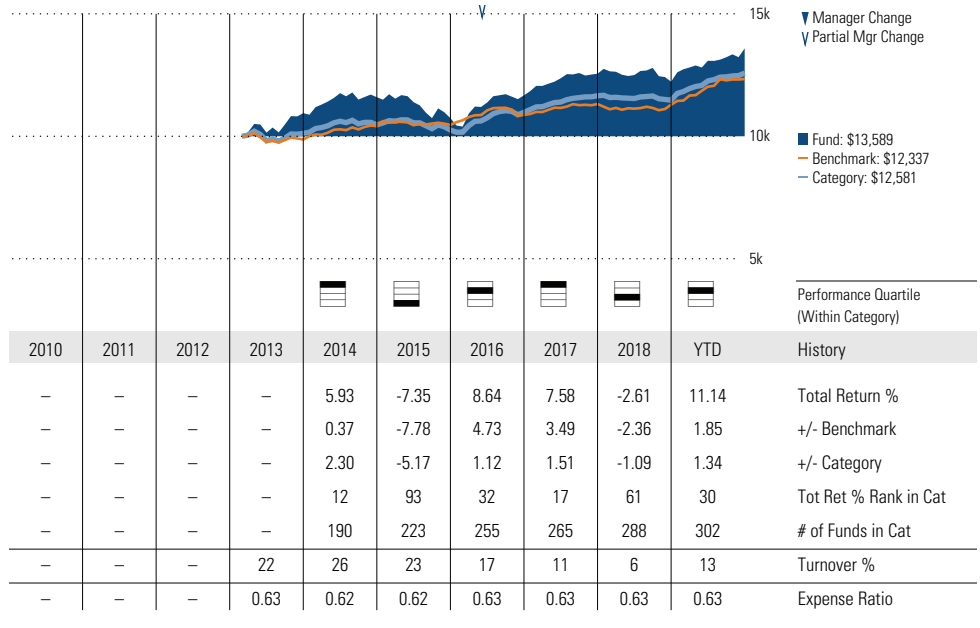 15k
Manager Change
Partial Mgr Change
10k
Fund: $13,589
Benchmark: $12,337
Category: $12,581
5k
Performance Quartile
(Within Category)
2010 2011 2012 2013 2014 2015 2016 2017 2018 YTD History
– – – – 5.93 -7.35 8.64 7.58 -2.61 11.14 Total Return %
– – – – 0.37 -7.78 4.73 3.49 -2.36 1.85 +/- Benchmark
– – – – 2.30 -5.17 1.12 1.51 -1.09 1.34 +/- Category
– – – – 12 93 32 17 61 30 Tot Ret % Rank in Cat
190 223 255 265 288 302 # of Funds in Cat
– – – 22 26 23 17 11 6 13 Turnover %
– – – 0.63 0.62 0.62 0.63 0.63 0.63 0.63 Expense Ratio